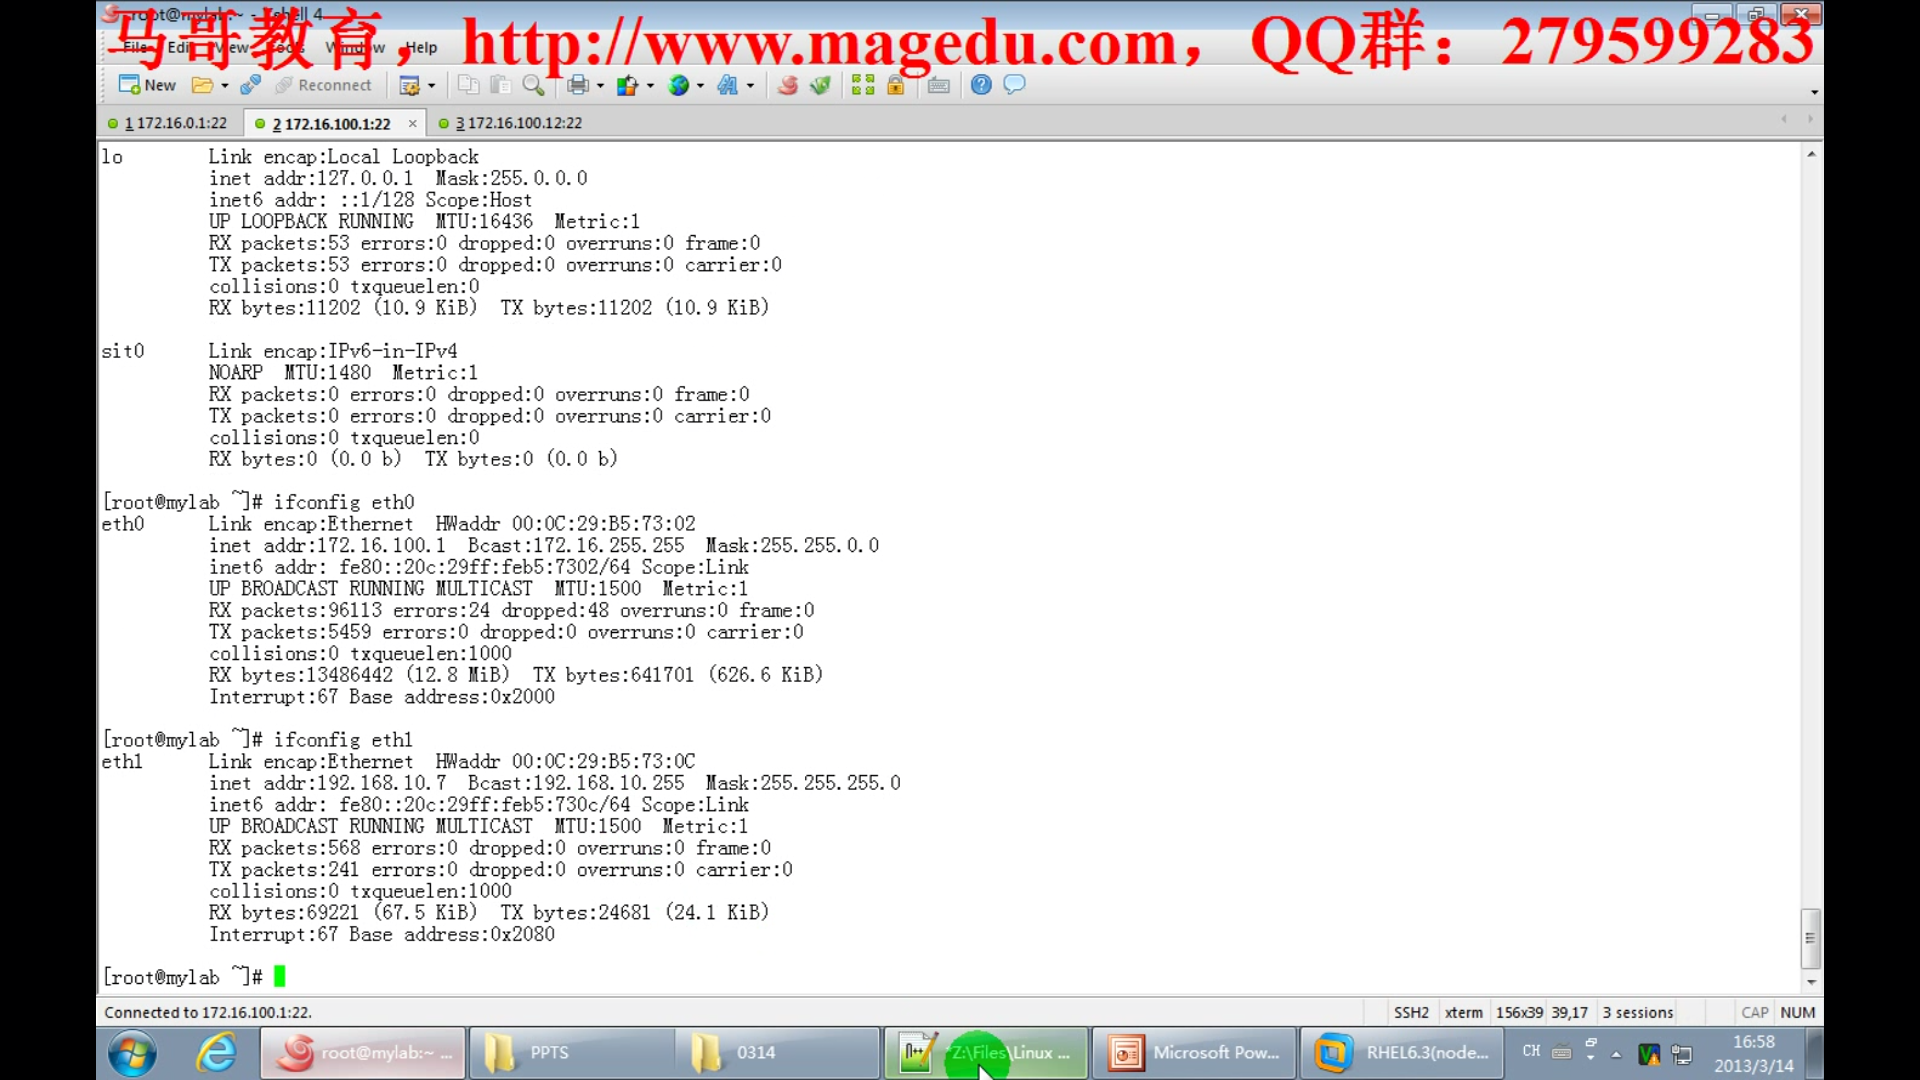 root@mylab:~ - Xshell 4
马哥教育，http://www.magedu.com，QQ群：279599283
File Edit View Tools Window Help
New Reconnect
1 172.16.0.1:22 2 172.16.100.1:22 × 3 172.16.100.12:22
lo Link encap:Local Loopback
inet addr:127.0.0.1 Mask:255.0.0.0
inet6 addr: ::1/128 Scope:Host
UP LOOPBACK RUNNING MTU:16436 Metric:1
RX packets:53 errors:0 dropped:0 overruns:0 frame:0
TX packets:53 errors:0 dropped:0 overruns:0 carrier:0
collisions:0 txqueuelen:0
RX bytes:11202 (10.9 KiB) TX bytes:11202 (10.9 KiB)
sit0 Link encap:IPv6-in-IPv4
NOARP MTU:1480 Metric:1
RX packets:0 errors:0 dropped:0 overruns:0 frame:0
TX packets:0 errors:0 dropped:0 overruns:0 carrier:0
collisions:0 txqueuelen:0
RX bytes:0 (0.0 b) TX bytes:0 (0.0 b)
[root@mylab ~]# ifconfig eth0
eth0 Link encap:Ethernet HWaddr 00:0C:29:B5:73:02
inet addr:172.16.100.1 Bcast:172.16.255.255 Mask:255.255.0.0
inet6 addr: fe80::20c:29ff:feb5:7302/64 Scope:Link
UP BROADCAST RUNNING MULTICAST MTU:1500 Metric:1
RX packets:96113 errors:24 dropped:48 overruns:0 frame:0
TX packets:5459 errors:0 dropped:0 overruns:0 carrier:0
collisions:0 txqueuelen:1000
RX bytes:13486442 (12.8 MiB) TX bytes:641701 (626.6 KiB)
Interrupt:67 Base address:0x2000
[root@mylab ~]# ifconfig eth1
eth1 Link encap:Ethernet HWaddr 00:0C:29:B5:73:0C
inet addr:192.168.10.7 Bcast:192.168.10.255 Mask:255.255.255.0
inet6 addr: fe80::20c:29ff:feb5:730c/64 Scope:Link
UP BROADCAST RUNNING MULTICAST MTU:1500 Metric:1
RX packets:568 errors:0 dropped:0 overruns:0 frame:0
TX packets:241 errors:0 dropped:0 overruns:0 carrier:0
collisions:0 txqueuelen:1000
RX bytes:69221 (67.5 KiB) TX bytes:24681 (24.1 KiB)
Interrupt:67 Base address:0x2080
[root@mylab ~]#
Connected to 172.16.100.1:22. SSH2 xterm 156x39 39,17 3 sessions CAP NUM
root@mylab:~ ... PPTS 0314 *Z:\Files\Linux ... Microsoft Pow... RHEL6.3(node... CH 16:58
2013/3/14